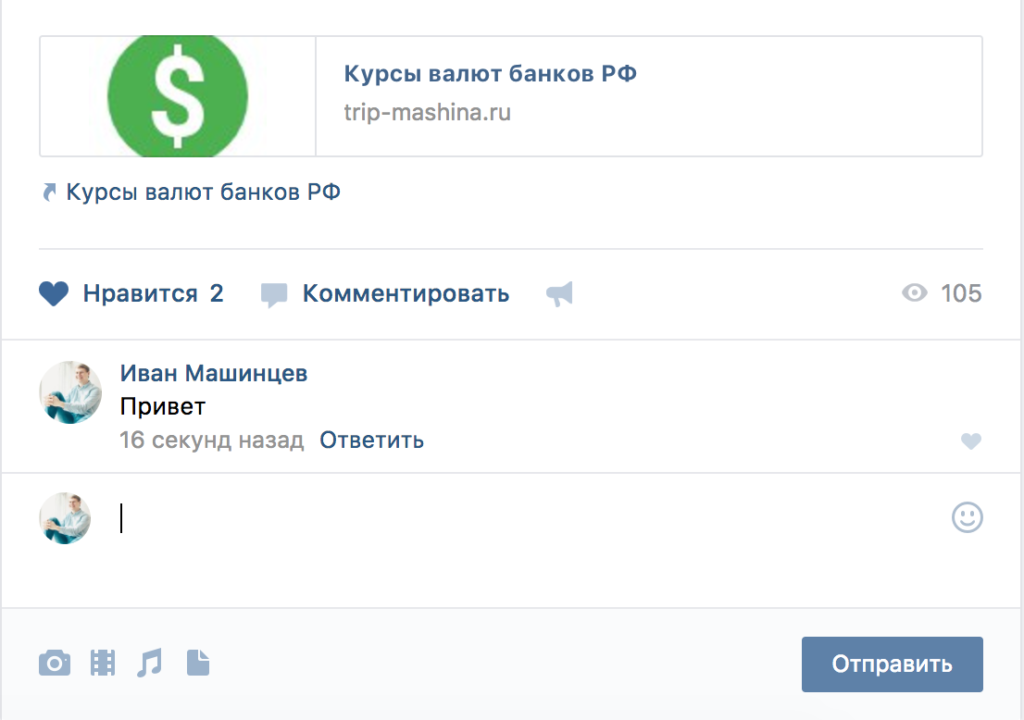 Курсы валют банков РФ
trip-mashina.ru
Курсы валют банков РФ
Нравится 2 Комментировать 105
Иван Машинцев
Привет
16 секунд назад Ответить
Отправить